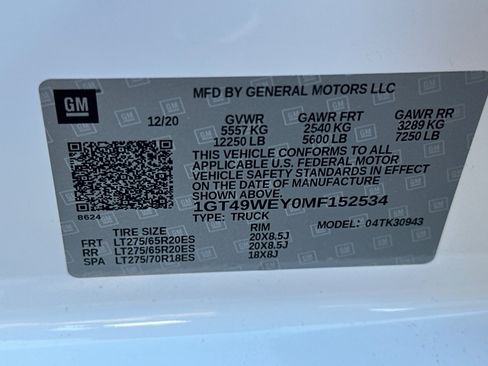 MFD BY GENERAL MOTORS LLC
GM
12/20 GVWR GAWR FRT GAWR RR
5557 KG 2540 KG 3289 KG
12250 LB 5600 LB 7250 LB
THIS VEHICLE CONFORMS TO ALL
APPLICABLE U.S. FEDERAL MOTOR
VEHICLE SAFETY STANDARDS IN EFFECT
ON THE DATE OF MANUFACTURE
SHOWN ABOVE.
1GT49WEY0MF152534
TYPE: TRUCK MODEL: 04TK30943
8624
TIRE SIZE RIM
FRT LT275/65R20ES 20X8.5J
RR LT275/65R20ES 20X8.5J
SPA LT275/70R18ES 18X8J